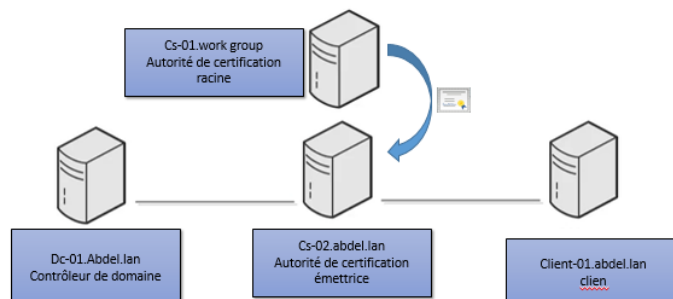 Cs-01.work group
Autorité de certification
racine
Dc-01.Abdel.lan
Contrôleur de domaine
Cs-02.abdel.lan
Autorité de certification
émettrice
Client-01.abdel.lan
clien